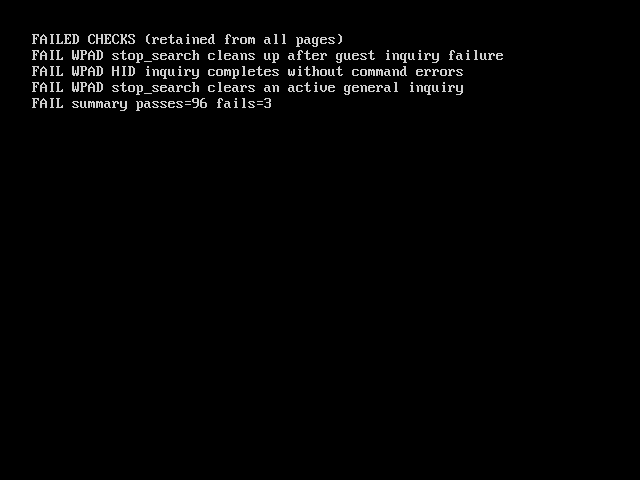 FAILED CHECKS (retained from all pages)
FAIL WPAD stop_search cleans up after guest inquiry failure
FAIL WPAD HID inquiry completes without command errors
FAIL WPAD stop_search clears an active general inquiry
FAIL summary passes=96 fails=3